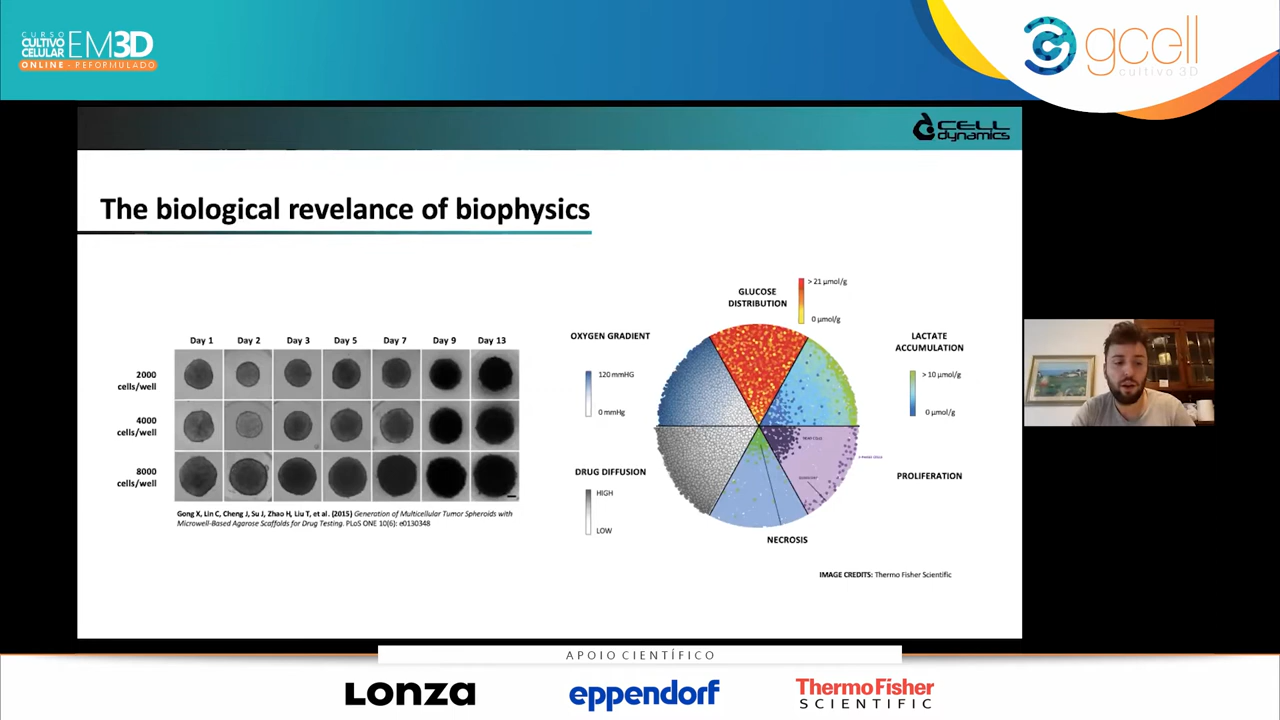 CURSO
CULTIVO
CELULAR EM3D
ONLINE - PEFORMULADO
gcell
cultivo 3D
CELL
dynamics
The biological revelance of biophysics
Day 1 Day 2 Day 3 Day 5 Day 7 Day 9 Day 13
2000
cells/well
4000
cells/well
8000
cells/well
Gong X, Lin C, Cheng J, Su J, Zhao H, Liu T, et al. (2015) Generation of Multicellular Tumor Spheroids with
Microwell-Based Agarose Scaffolds for Drug Testing. PLoS ONE 10(6): e0130348
GLUCOSE
DISTRIBUTION
> 21 µmol/g
0 µmol/g
OXYGEN GRADIENT
120 mmHG
0 mmHg
LACTATE
ACCUMULATION
> 10 µmol/g
0 µmol/g
DRUG DIFFUSION
HIGH
LOW
PROLIFERATION
NECROSIS
IMAGE CREDITS: Thermo Fisher Scientific
APOIO CIENTÍFICO
Lonza
eppendorf
ThermoFisher
SCIENTIFIC